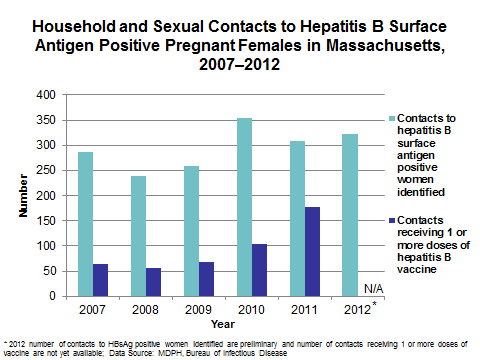 Household and Sexual Contacts to Hepatitis B Surface
Antigen Positive Pregnant Females in Massachusetts,
2007–2012
400
350
300
250
200
150
100
50
0
Number
N/A
2007
2008
2009
2010
2011
2012*
Year
Contacts to
hepatitis B
surface
antigen
positive
women
identified
Contacts
receiving 1 or
more doses of
hepatitis B
vaccine
* 2012 number of contacts to HBsAg positive women identified are preliminary and number of contacts receiving 1 or more doses of
vaccine are not yet available; Data Source: MDPH, Bureau of Infectious Disease